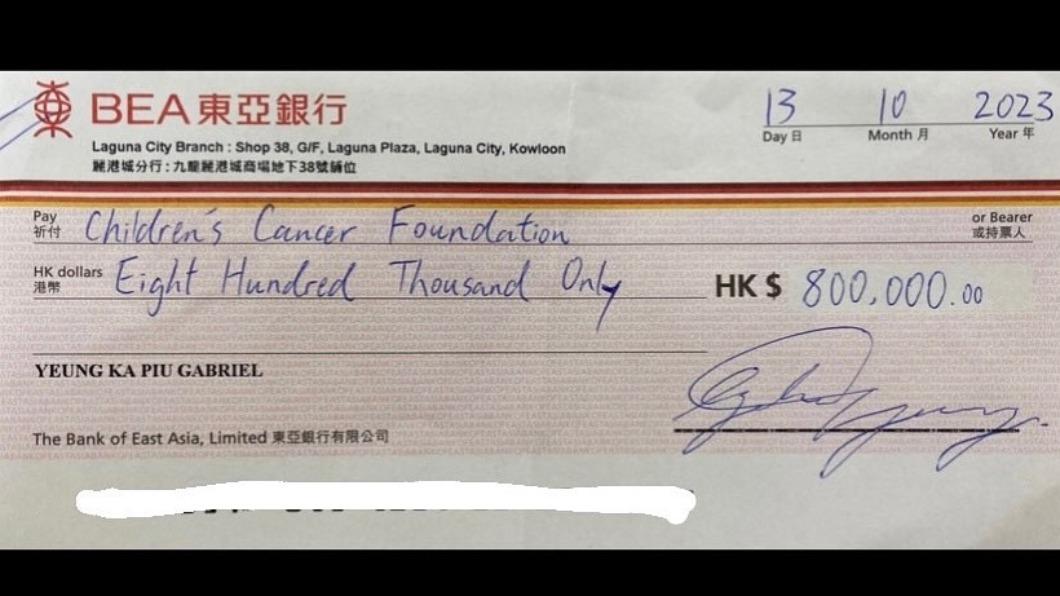 BEA東亞銀行
Laguna City Branch : Shop 38, G/F, Laguna Plaza, Laguna City, Kowloon
麗港城分行 : 九龍麗港城商場地下38號舖位
13 10 2023
Day 日 Month 月 Year 年
Pay 祈付 Children's Cancer Foundation or Bearer 或持票人
HK dollars 港幣 Eight Hundred Thousand Only HK $ 800,000.00
YEUNG KA PIU GABRIEL
The Bank of East Asia, Limited 東亞銀行有限公司